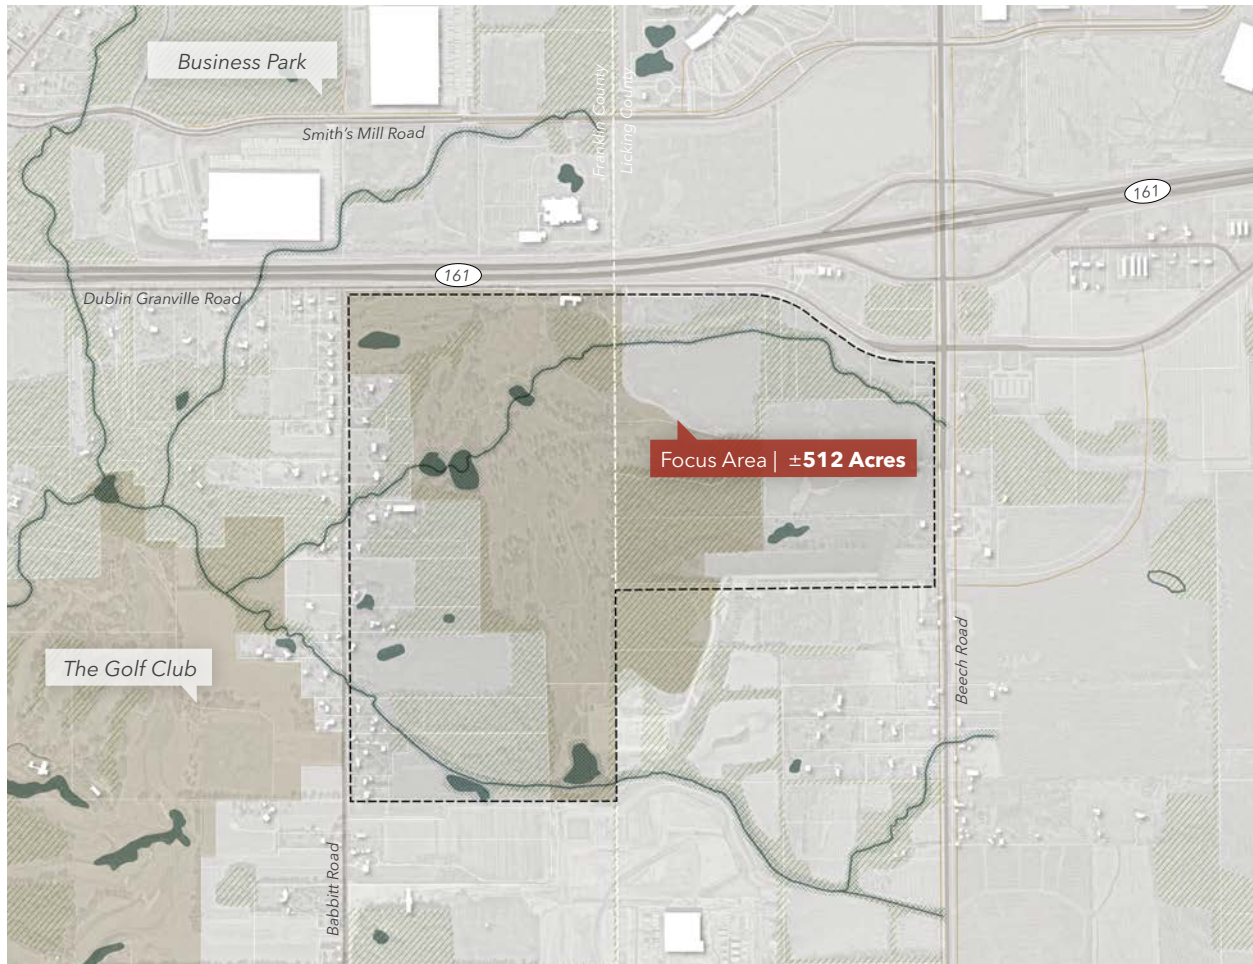 Business Park
Smith's Mill Road
Franklin County
Licking County
161
161
Dublin Granville Road
Focus Area | ±512 Acres
The Golf Club
Beech Road
Babbitt Road